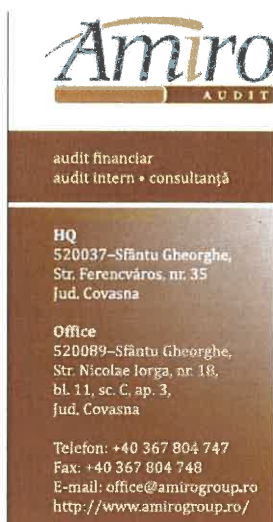 Amiro
AUDIT
audit financiar
audit intern • consultanță
HQ
520037–Sfântu Gheorghe,
Str. Ferencváros, nr. 35
Jud. Covasna
Office
520089–Sfântu Gheorghe,
Str. Nicolae Iorga, nr. 18,
bl. 11, sc. C, ap. 3,
Jud. Covasna
Telefon: +40 367 804 747
Fax: +40 367 804 748
E-mail: office@amirogroup.ro
http://www.amirogroup.ro/